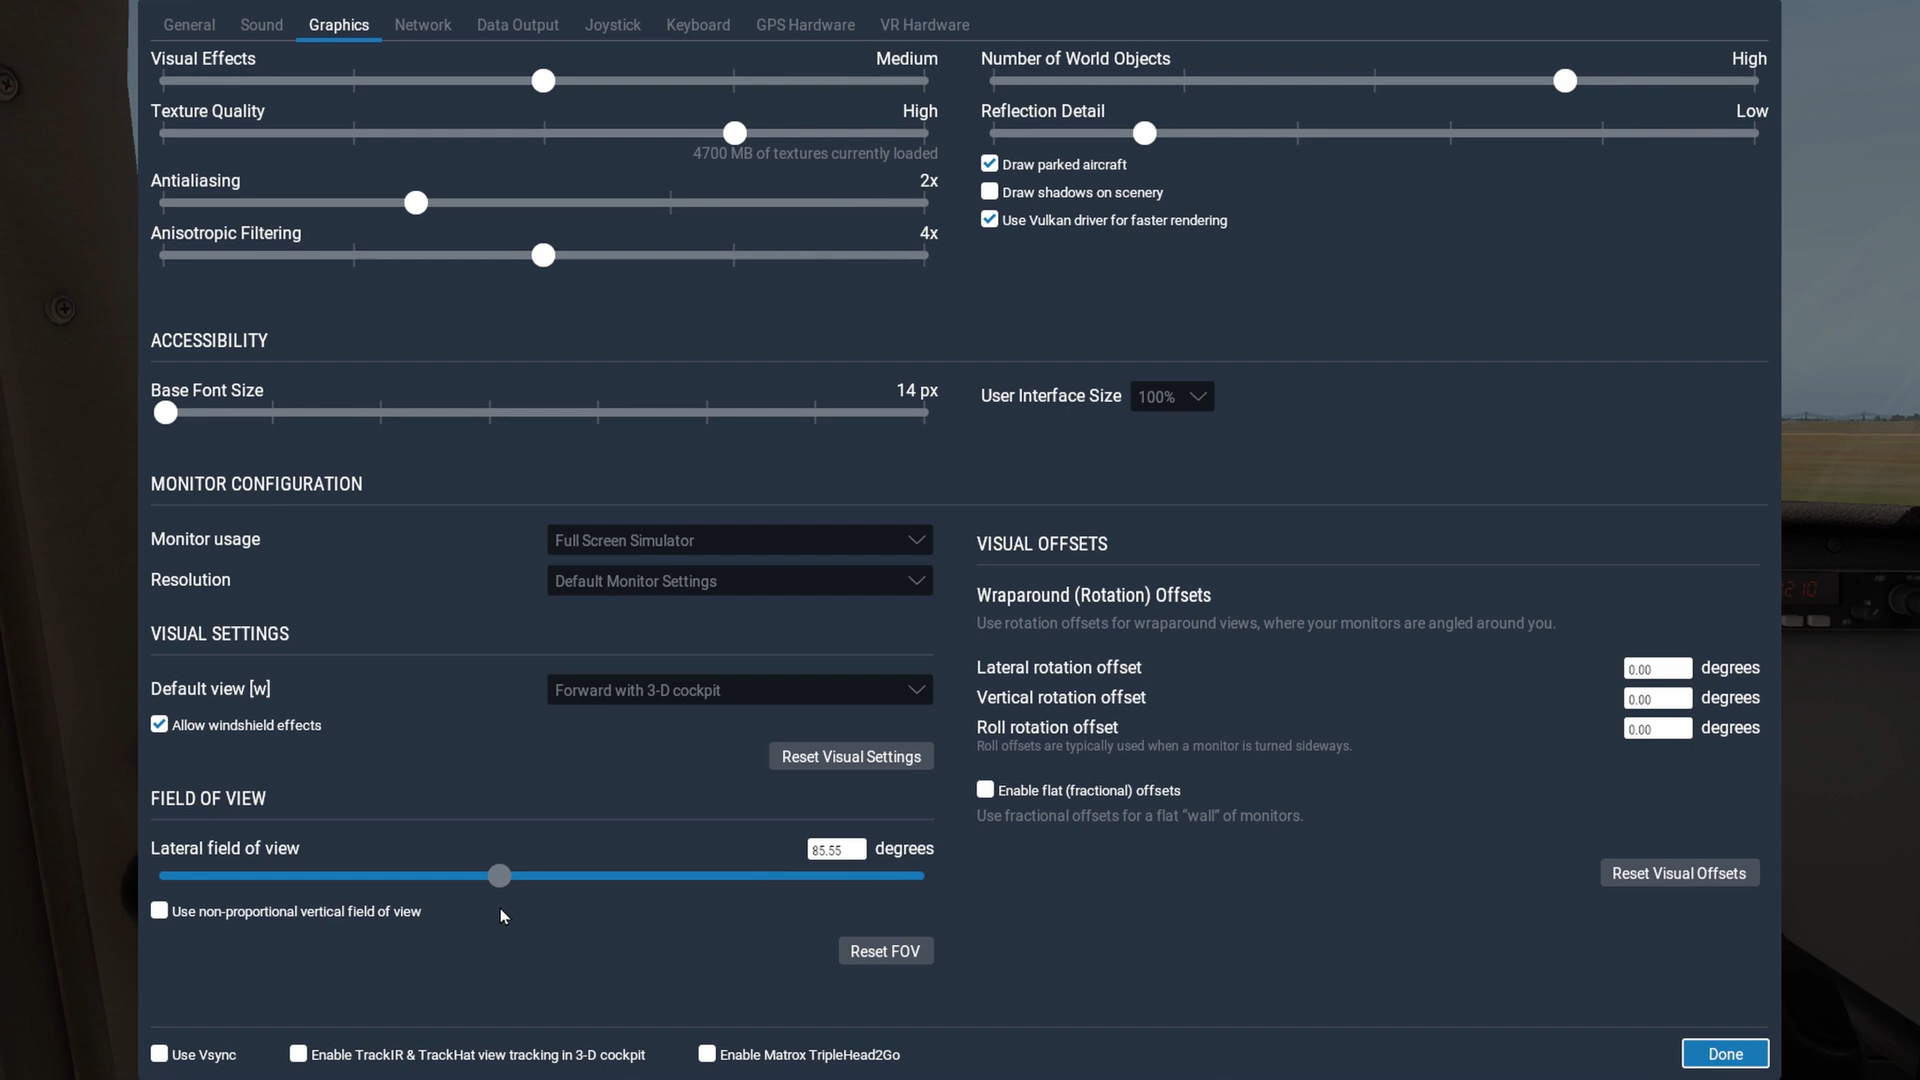 General Sound Graphics Network Data Output Joystick Keyboard GPS Hardware VR Hardware
Visual Effects Medium
Texture Quality High
4700 MB of textures currently loaded
Antialiasing 2x
Anisotropic Filtering 4x
Number of World Objects High
Reflection Detail Low
Draw parked aircraft
Draw shadows on scenery
Use Vulkan driver for faster rendering
ACCESSIBILITY
Base Font Size 14 px
User Interface Size 100%
MONITOR CONFIGURATION
Monitor usage Full Screen Simulator
Resolution Default Monitor Settings
VISUAL SETTINGS
Default view [w] Forward with 3-D cockpit
Allow windshield effects
Reset Visual Settings
FIELD OF VIEW
Lateral field of view 85.55 degrees
Use non-proportional vertical field of view
Reset FOV
VISUAL OFFSETS
Wraparound (Rotation) Offsets
Use rotation offsets for wraparound views, where your monitors are angled around you.
Lateral rotation offset 0.00 degrees
Vertical rotation offset 0.00 degrees
Roll rotation offset 0.00 degrees
Roll offsets are typically used when a monitor is turned sideways.
Enable flat (fractional) offsets
Use fractional offsets for a flat “wall” of monitors.
Reset Visual Offsets
Use Vsync Enable TrackIR & TrackHat view tracking in 3-D cockpit Enable Matrox TripleHead2Go Done